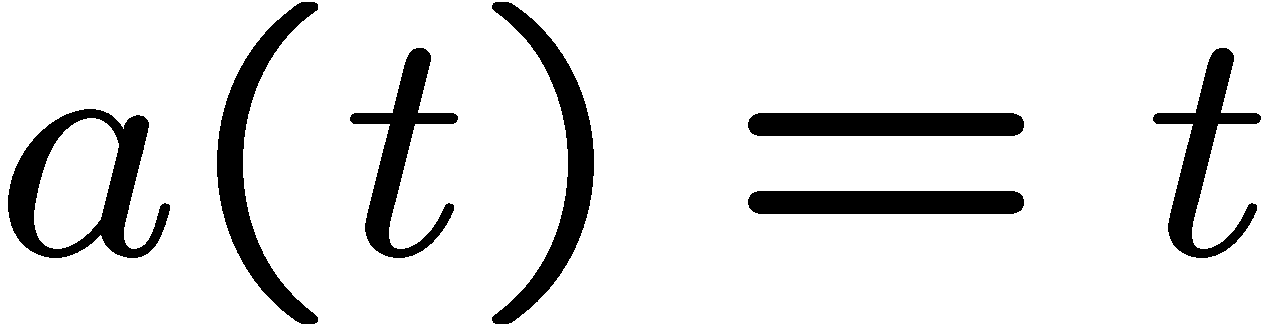 a(t) = t